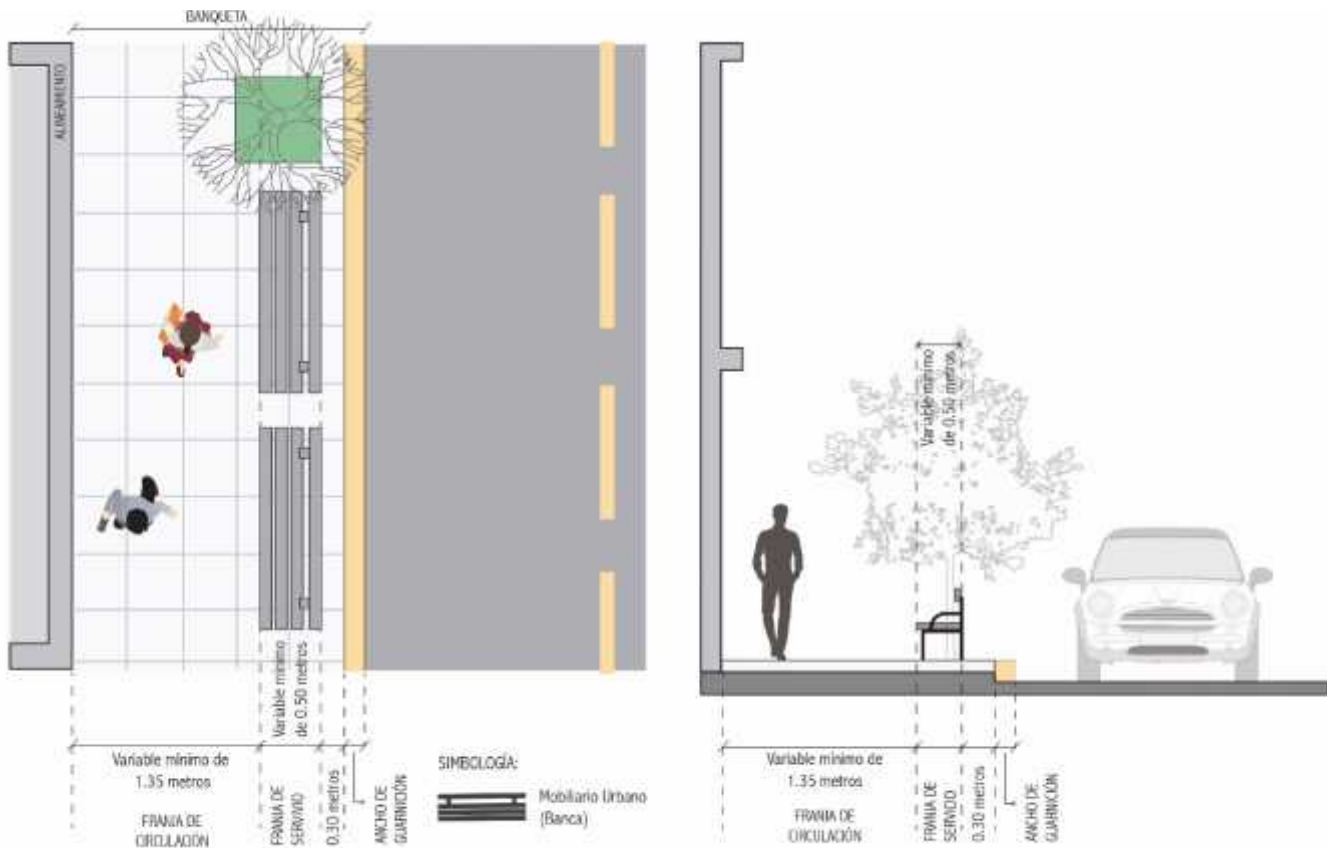 BANQUETA
ALINEAMIENTO
Variable mínimo
de 0.50 metros
Variable mínimo de
1.35 metros
FRANJA DE
CIRCULACIÓN
FRANJA DE
SERVIVIO
0.30 metros
ANCHO DE
GUARNICIÓN
SIMBOLOGÍA:
Mobiliario Urbano
(Banca)
Variable mínimo
de 0.50 metros
Variable mínimo de
1.35 metros
FRANJA DE
CIRCULACIÓN
FRANJA DE
SERVICIO
0.30 metros
ANCHO DE
GUARNICIÓN